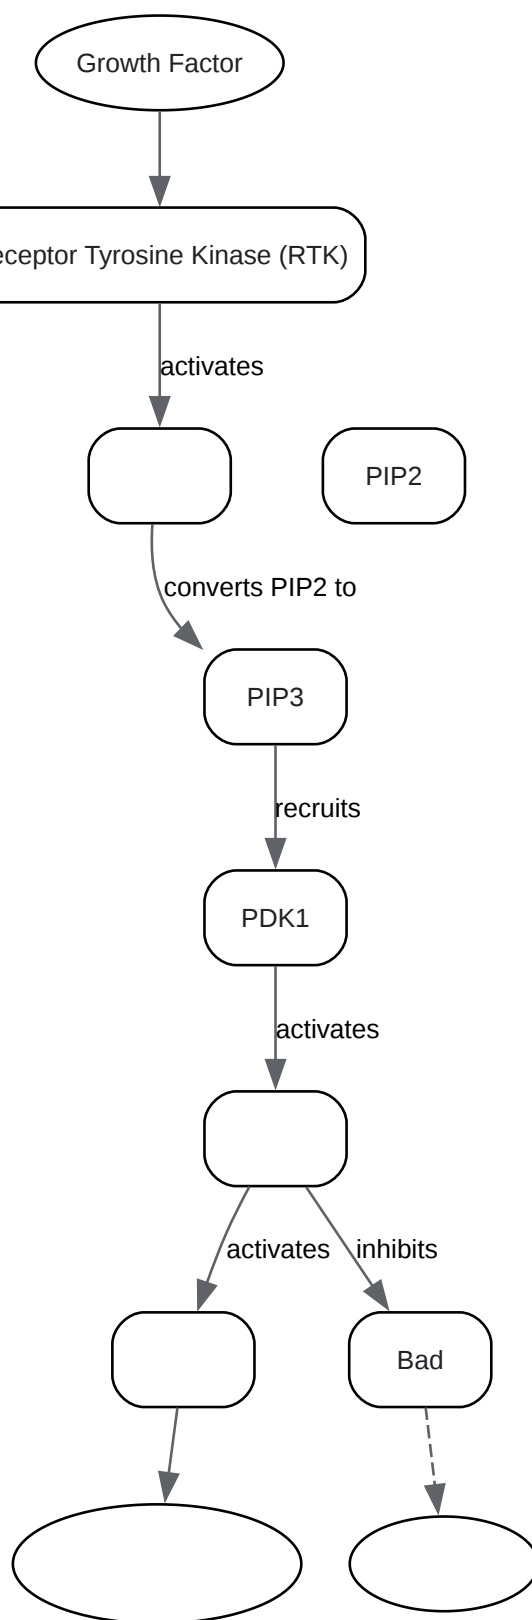 Growth Factor
eceptor Tyrosine Kinase (RTK)
activates
PIP2
converts PIP2 to
PIP3
recruits
PDK1
activates
activates
inhibits
Bad